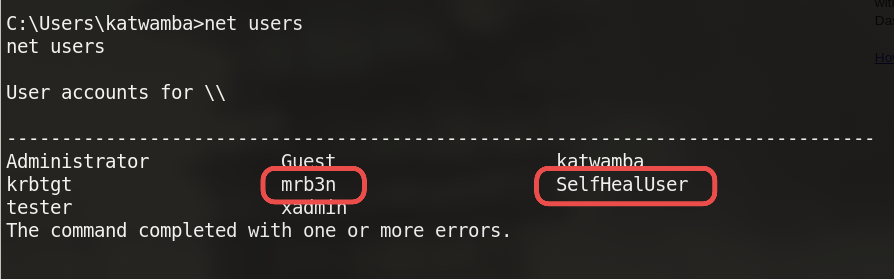 C:\Users\katwamba>net users
net users
User accounts for \\
-------------------------------------------------------------------------------
Administrator Guest katwamba
krbtgt mrb3n SelfHealUser
tester xadmin
The command completed with one or more errors.